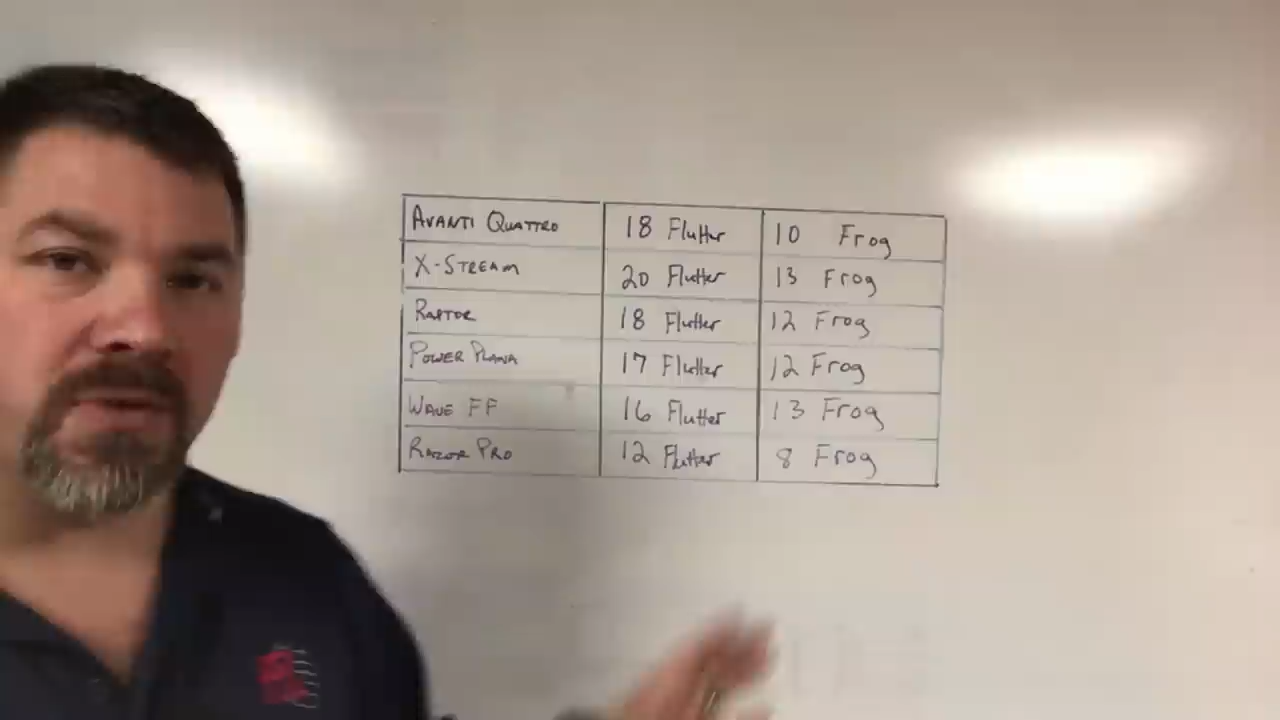 AVANTI QUATTRO 18 Flutter 10 Frog
X-STREAM 20 Flutter 13 Frog
RAPTOR 18 Flutter 12 Frog
POWER PLANA 17 Flutter 12 Frog
WAVE FF 16 Flutter 13 Frog
RAZOR PRO 12 Flutter 8 Frog